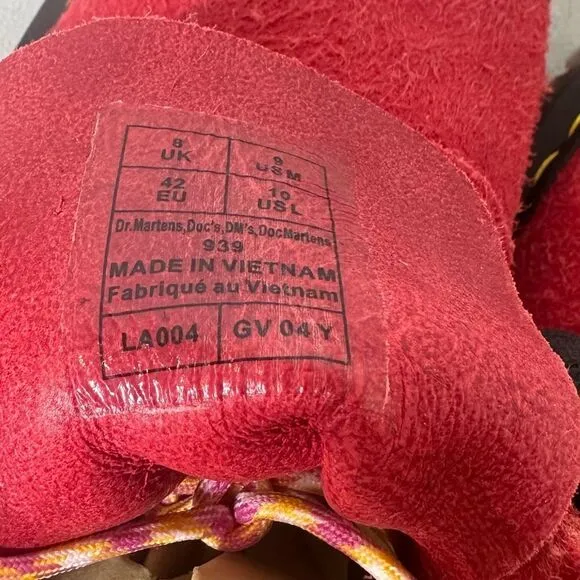 8 UK 9 USM
42 EU 10 USL
Dr.Martens,Doc's,DM's,DocMartens
939
MADE IN VIETNAM
Fabriqué au Vietnam
LA004 GV 04 Y